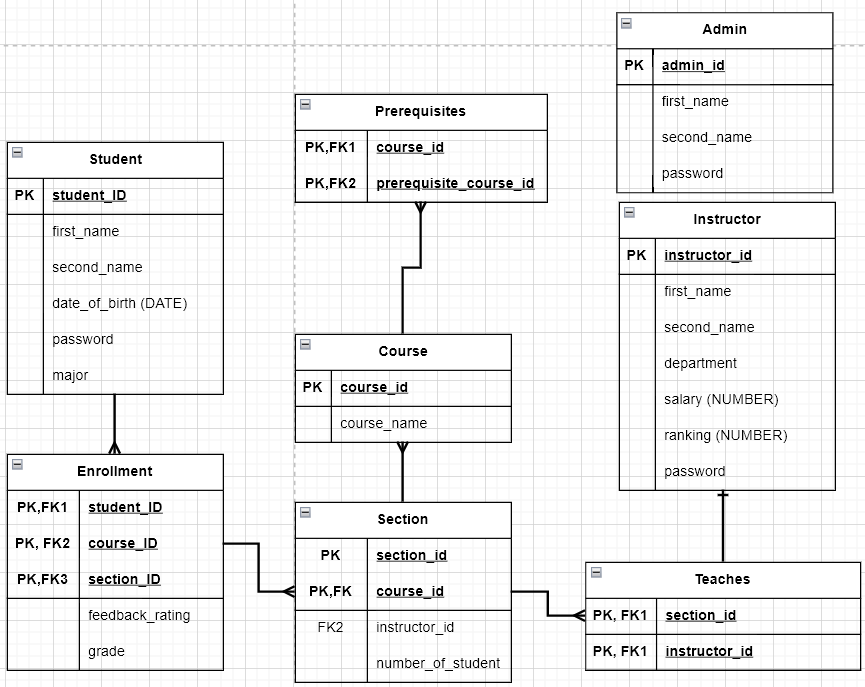 Admin
PK admin_id
first_name
second_name
password
Prerequisites
PK,FK1 course_id
PK,FK2 prerequisite_course_id
Student
PK student_ID
first_name
second_name
date_of_birth (DATE)
password
major
Instructor
PK instructor_id
first_name
second_name
department
salary (NUMBER)
ranking (NUMBER)
password
Course
PK course_id
course_name
Enrollment
PK,FK1 student_ID
PK, FK2 course_ID
PK,FK3 section_ID
feedback_rating
grade
Section
PK section_id
PK,FK course_id
FK2 instructor_id
number_of_student
Teaches
PK, FK1 section_id
PK, FK1 instructor_id